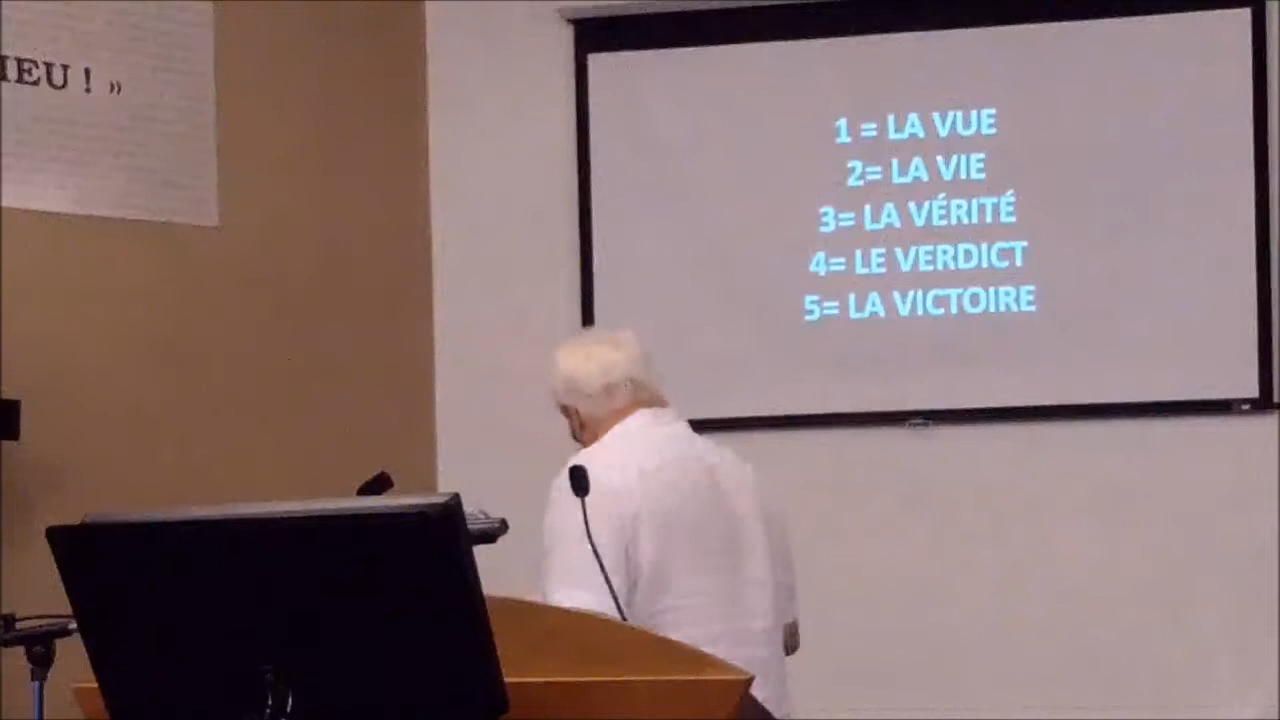 IEU ! »
1 = LA VUE
2= LA VIE
3= LA VÉRITÉ
4= LE VERDICT
5= LA VICTOIRE